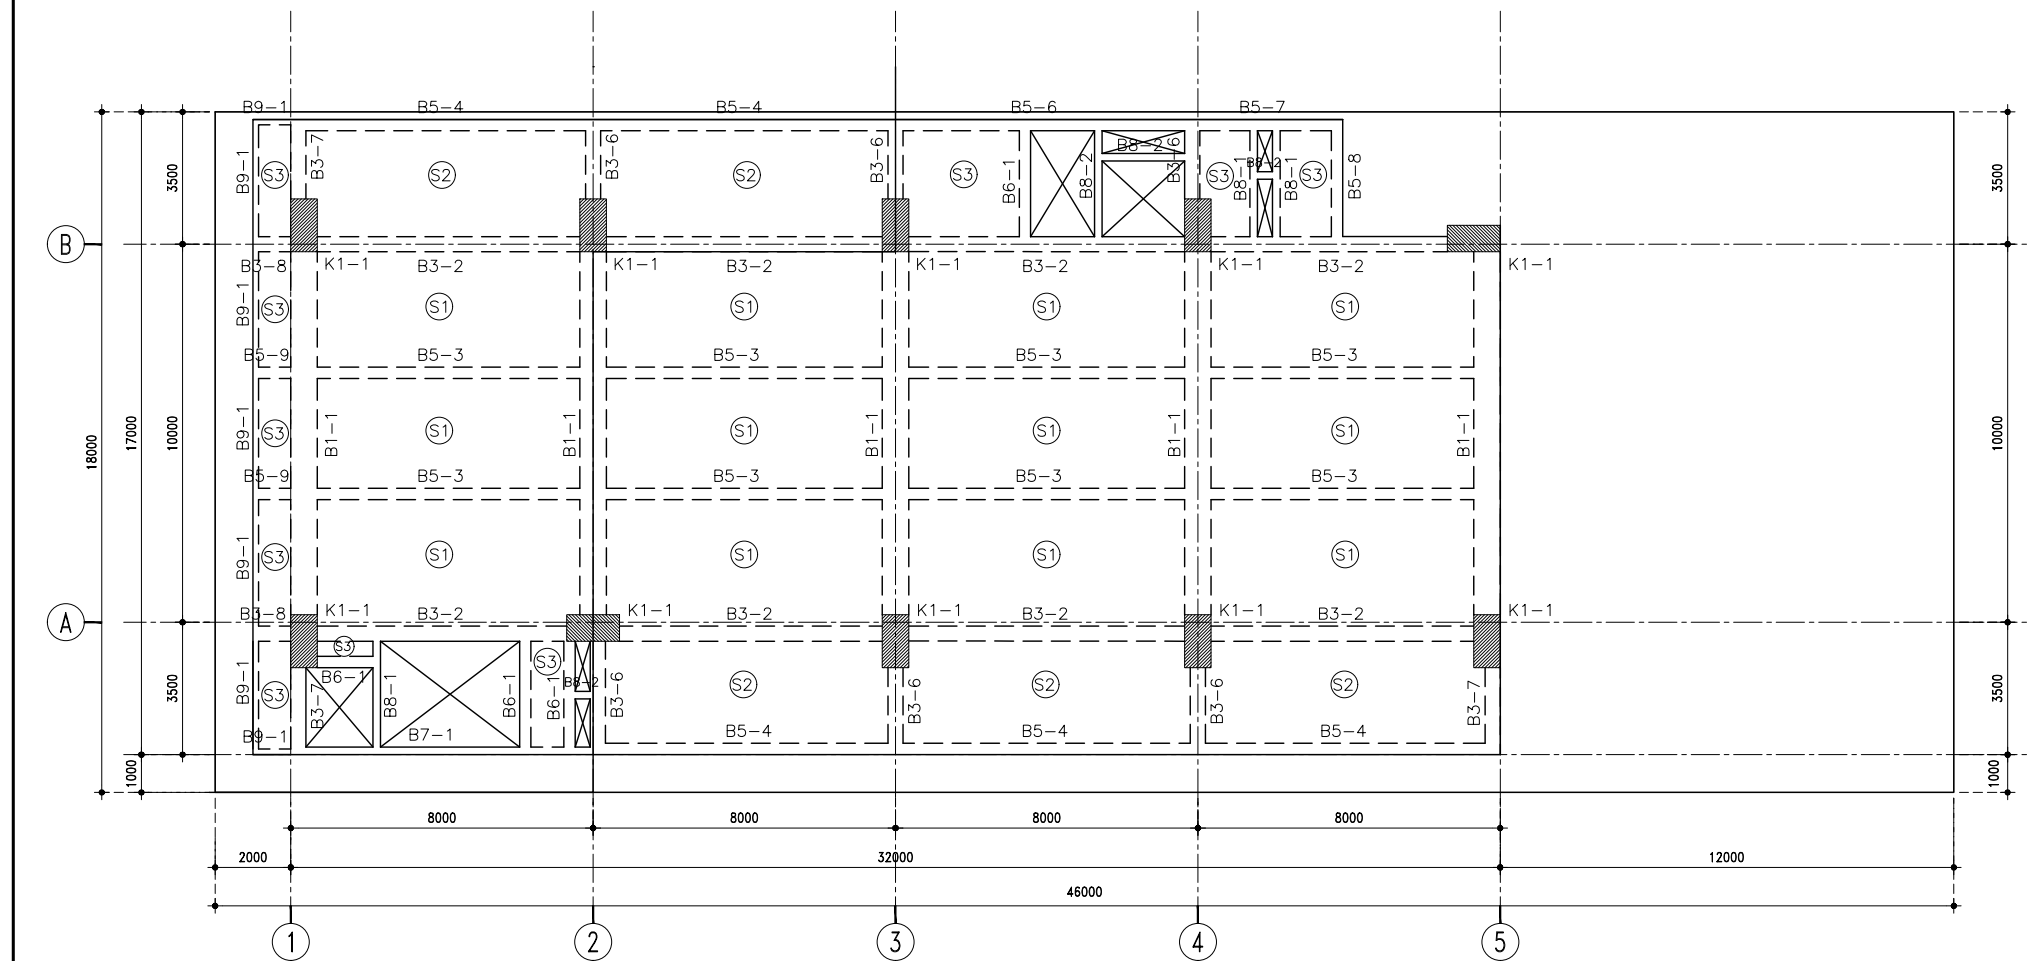 B9-1 B5-4 B5-4 B5-6 B5-7
B9-1 S3 B3-7 S2 B3-6 S2 B3-6 S3 B6-1 B8-2 B8-2 B3-6 S3 B8-1 B8-2 B8-1 S3 B5-8
3500 3500
B
B3-8 K1-1 B3-2 K1-1 B3-2 K1-1 B3-2 K1-1 B3-2 K1-1
B9-1 S3 S1 S1 S1 S1
B5-9 B5-3 B5-3 B5-3 B5-3
18000 17000 10000 B9-1 S3 B1-1 S1 B1-1 S1 B1-1 S1 B1-1 S1 B1-1 10000
B5-9 B5-3 B5-3 B5-3 B5-3
B9-1 S3 S1 S1 S1 S1
B3-8 K1-1 B3-2 K1-1 B3-2 K1-1 B3-2 K1-1 B3-2 K1-1
A
S3 S3
B6-1 B8-2
3500 B9-1 S3 B3-7 B8-1 B6-1 B6-1 B3-6 S2 B3-6 S2 B3-6 S2 B3-7 3500
B9-1 B7-1 B5-4 B5-4 B5-4
1000 1000
8000 8000 8000 8000
2000 32000 12000
46000
1 2 3 4 5